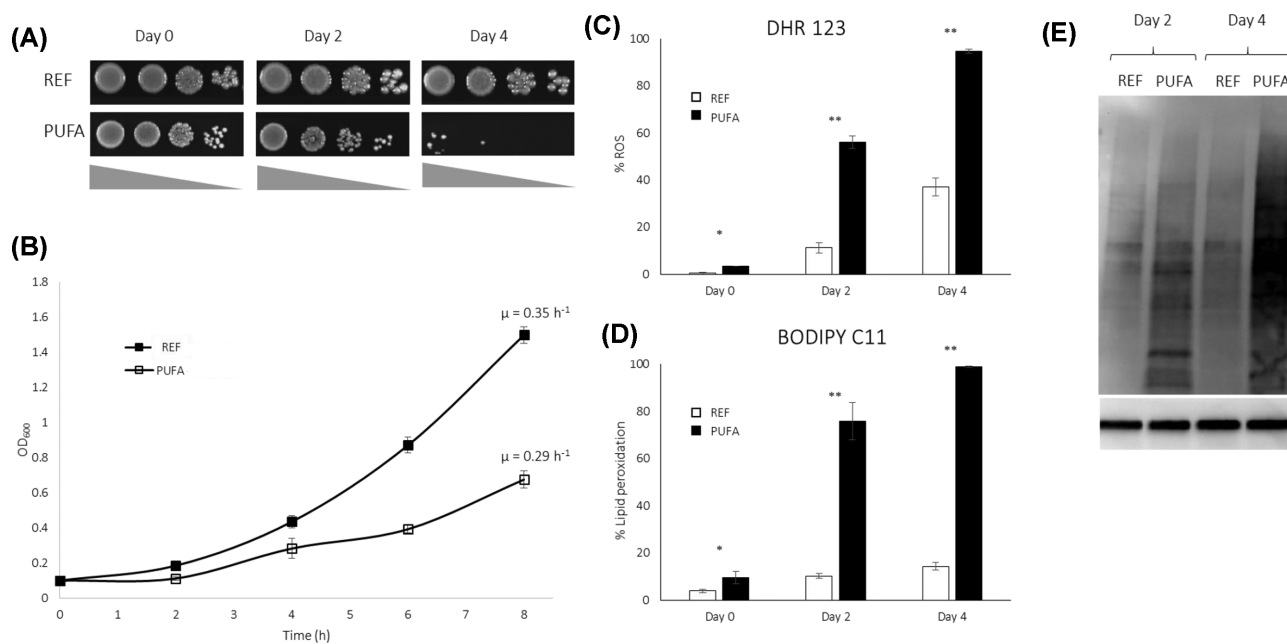 (A)
Day 0 Day 2 Day 4
REF
PUFA
(B)
1.8
1.6
1.4
1.2
1
0.8
0.6
0.4
0.2
0
OD600
0 1 2 3 4 5 6 7 8
Time (h)
REF
PUFA
μ = 0.35 h-1
μ = 0.29 h-1
(C)
DHR 123
100
80
60
40
20
0
% ROS
REF
PUFA
*
**
**
Day 0 Day 2 Day 4
(D)
BODIPY C11
100
80
60
40
20
0
% Lipid peroxidation
REF
PUFA
*
**
**
Day 0 Day 2 Day 4
(E)
Day 2 Day 4
REF PUFA REF PUFA